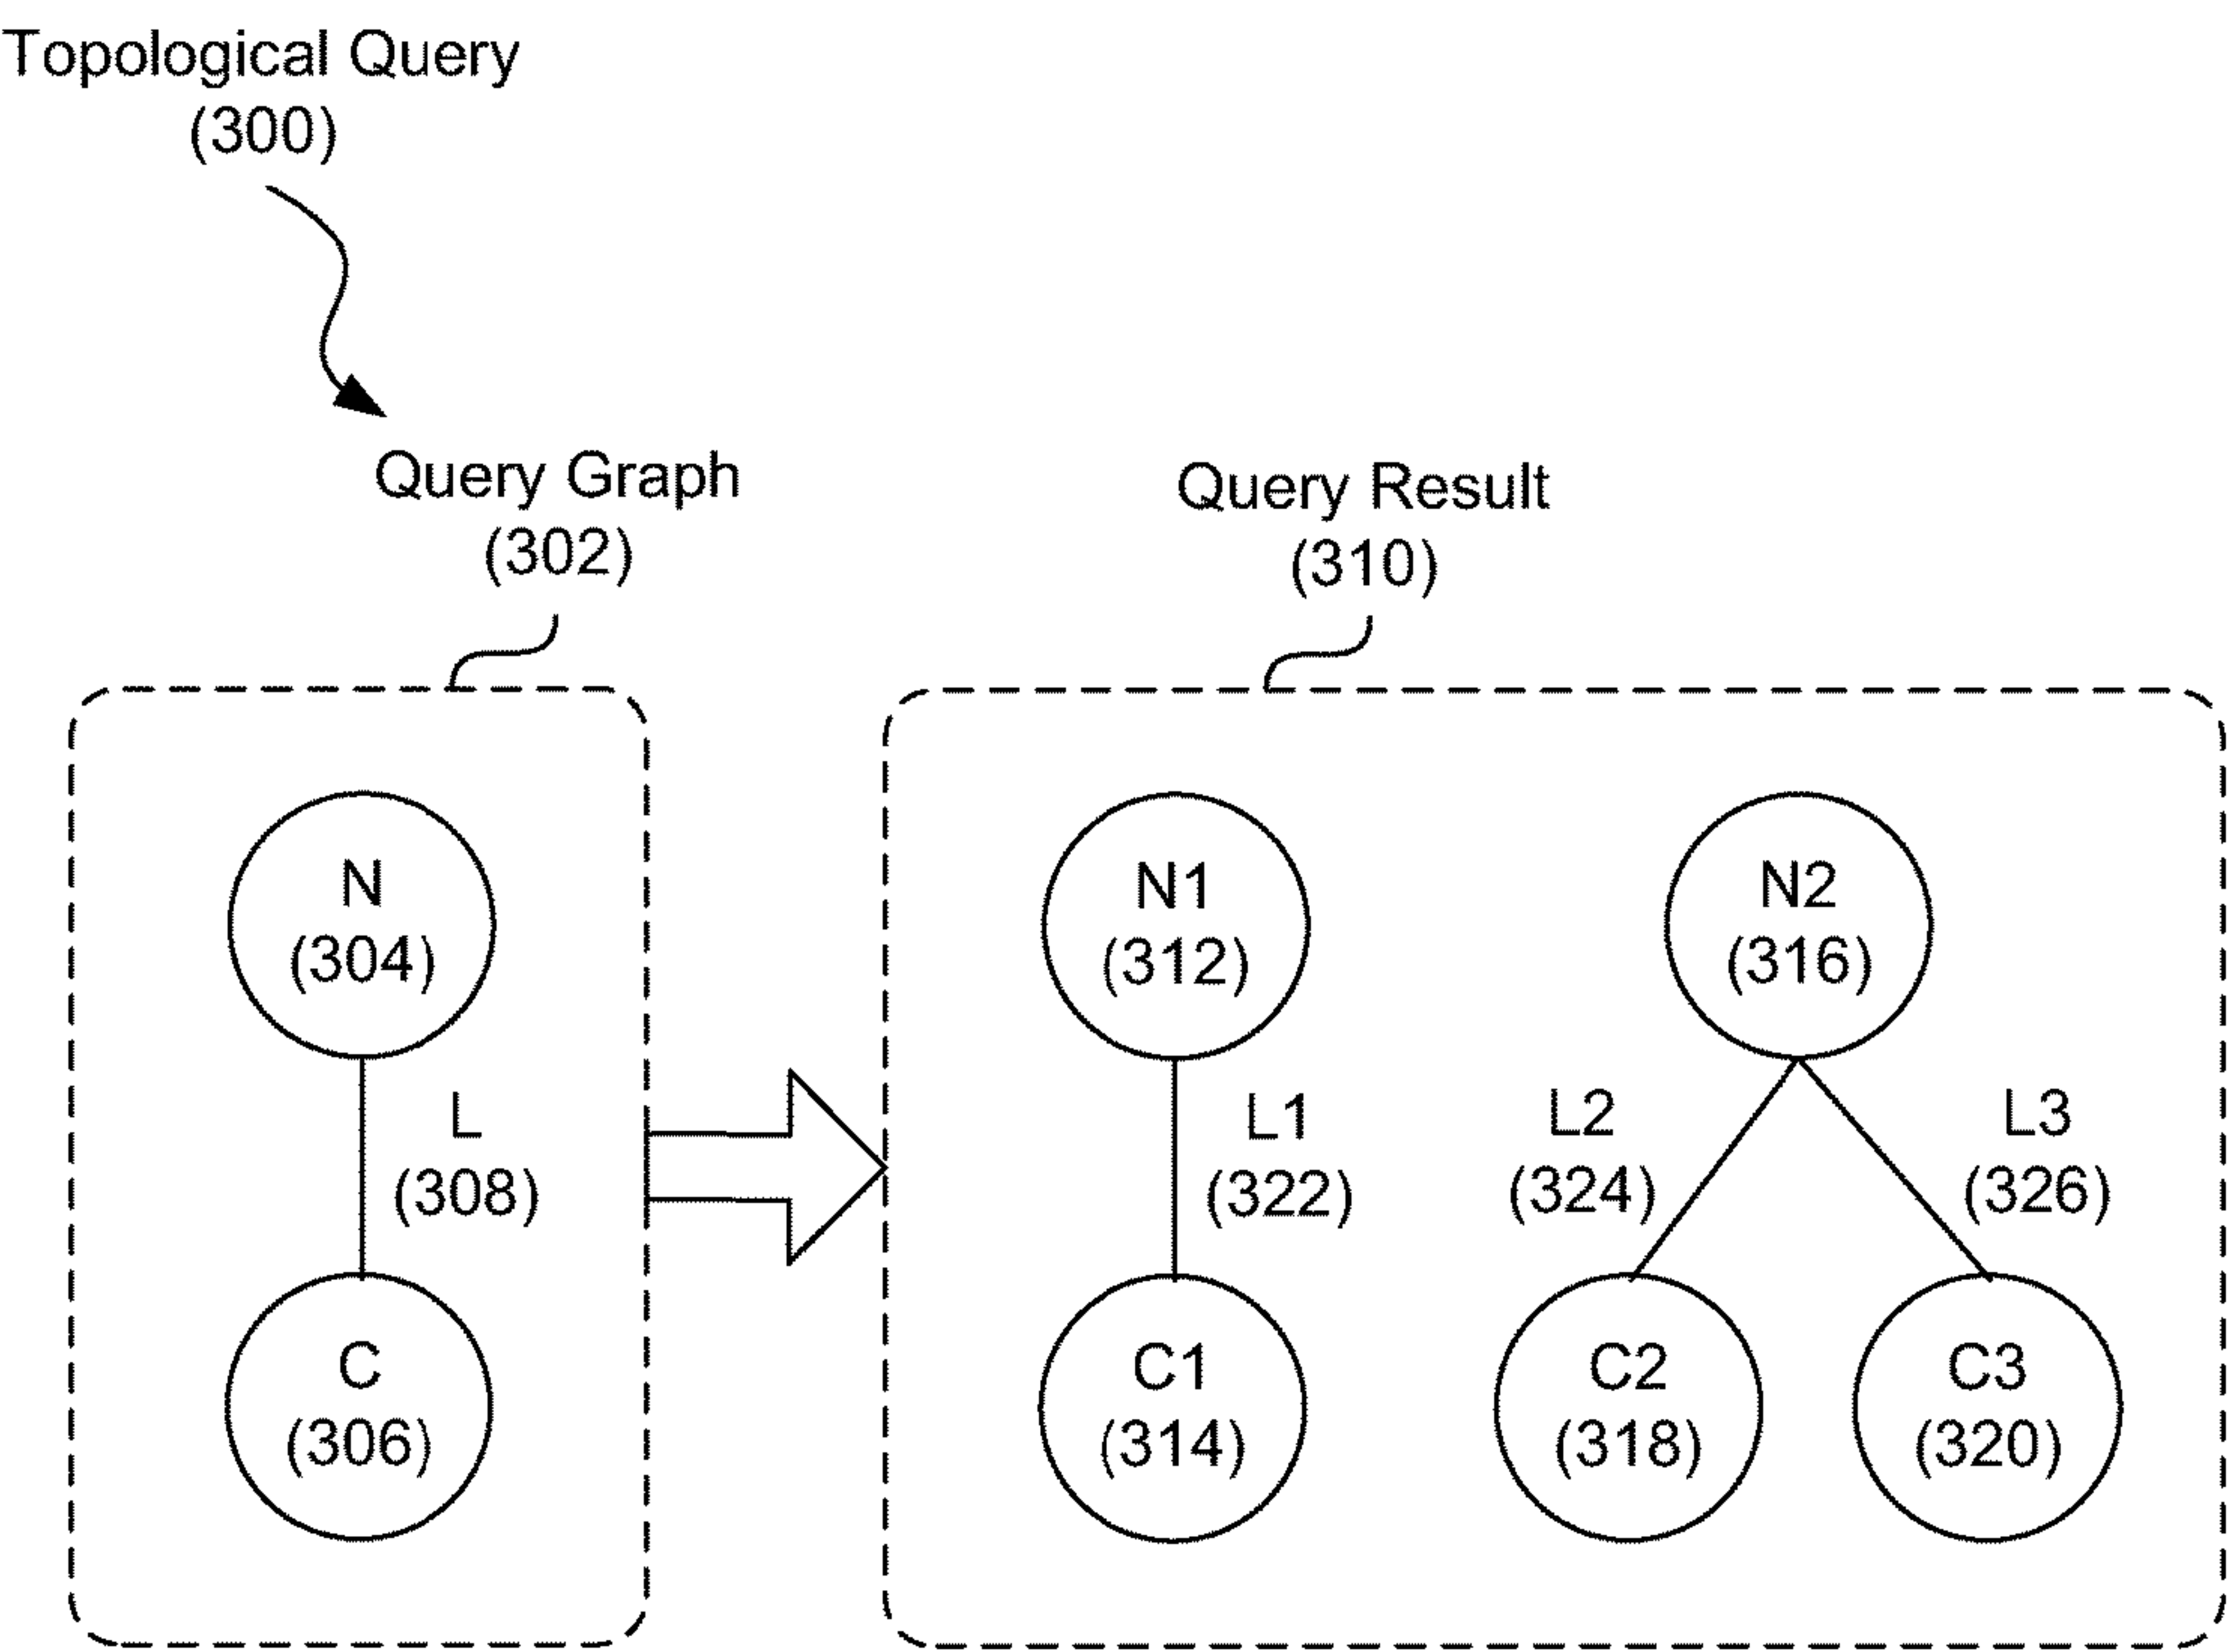 Topological Query
(300)
Query Graph
(302)
Query Result
(310)
N
(304)
L
(308)
C
(306)
N1
(312)
L1
(322)
C1
(314)
N2
(316)
L2
(324)
L3
(326)
C2
(318)
C3
(320)